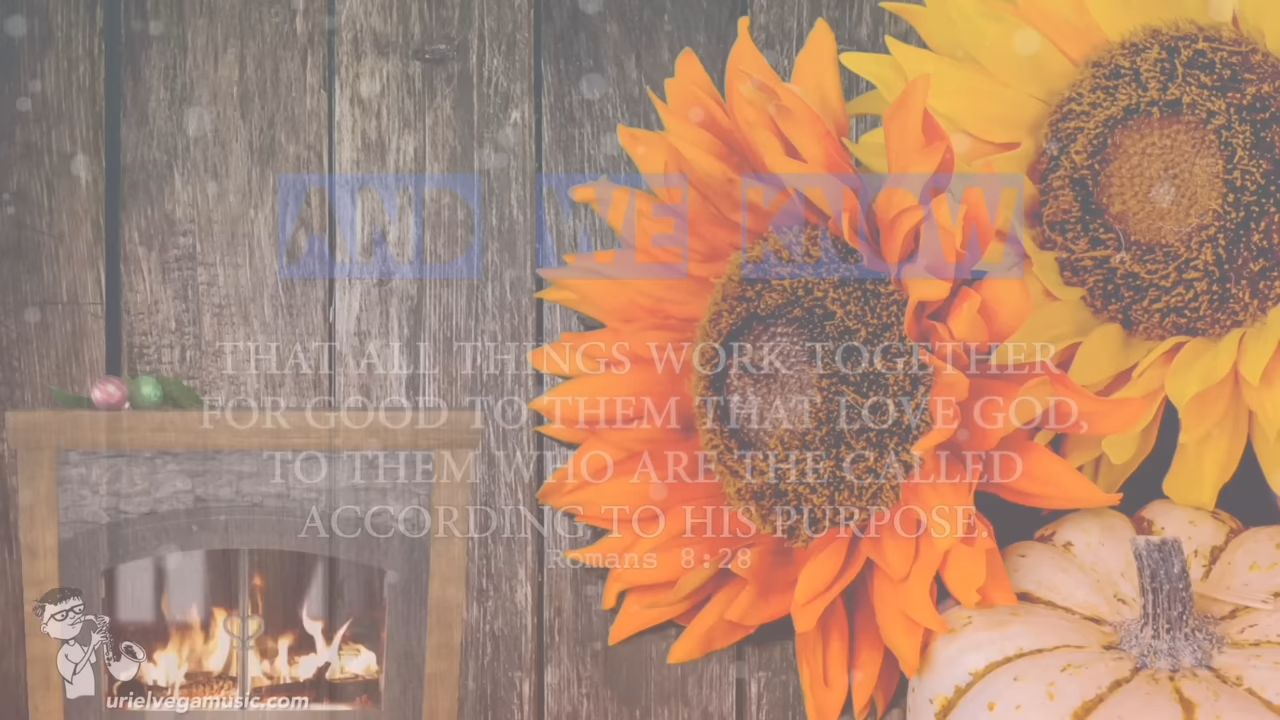 AND WE KNOW
THAT ALL THINGS WORK TOGETHER
FOR GOOD TO THEM THAT LOVE GOD,
TO THEM WHO ARE THE CALLED
ACCORDING TO HIS PURPOSE.
Romans 8:28
urielvegamusic.com